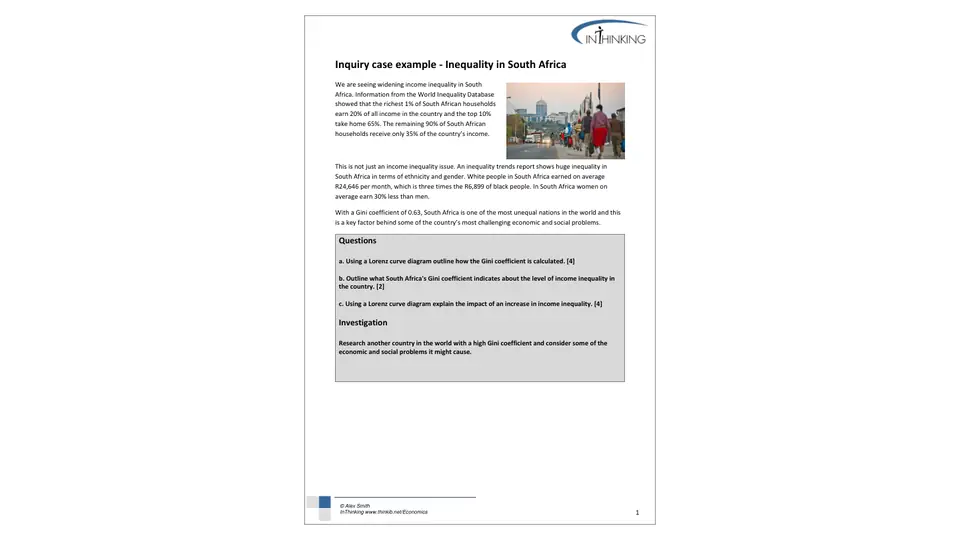 INTHINKING
Inquiry case example - Inequality in South Africa
We are seeing widening income inequality in South
Africa. Information from the World Inequality Database
showed that the richest 1% of South African households
earn 20% of all income in the country and the top 10%
take home 65%. The remaining 90% of South African
households receive only 35% of the country's income.
This is not just an income inequality issue. An inequality trends report shows huge inequality in
South Africa in terms of ethnicity and gender. White people in South Africa earned on average
R24,646 per month, which is three times the R6,899 of black people. In South Africa women on
average earn 30% less than men.
With a Gini coefficient of 0.63, South Africa is one of the most unequal nations in the world and this
is a key factor behind some of the country's most challenging economic and social problems.
Questions
a. Using a Lorenz curve diagram outline how the Gini coefficient is calculated. [4]
b. Outline what South Africa's Gini coefficient indicates about the level of income inequality in
the country. [2]
c. Using a Lorenz curve diagram explain the impact of an increase in income inequality. [4]
Investigation
Research another country in the world with a high Gini coefficient and consider some of the
economic and social problems it might cause.
© Alex Smith
InThinking www.thinkib.net/Economics
1